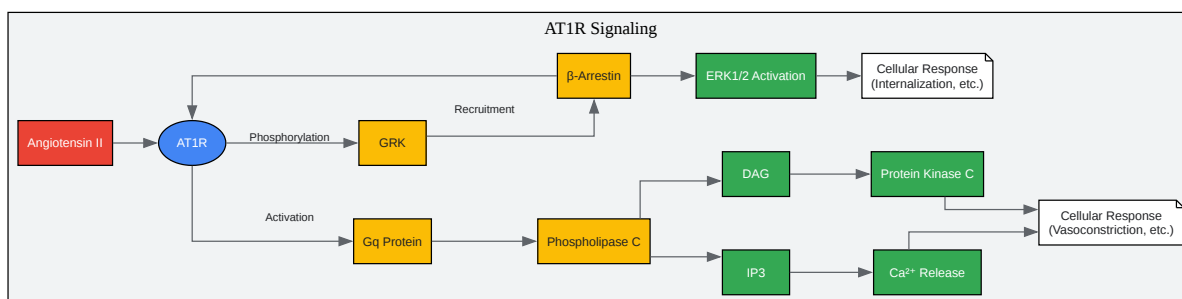 AT1R Signaling
β-Arrestin
ERK1/2 Activation
Cellular Response
(Internalization, etc.)
Recruitment
Angiotensin II
AT1R
Phosphorylation
GRK
DAG
Protein Kinase C
Activation
Gq Protein
Phospholipase C
Cellular Response
(Vasoconstriction, etc.)
IP3
Ca²⁺ Release